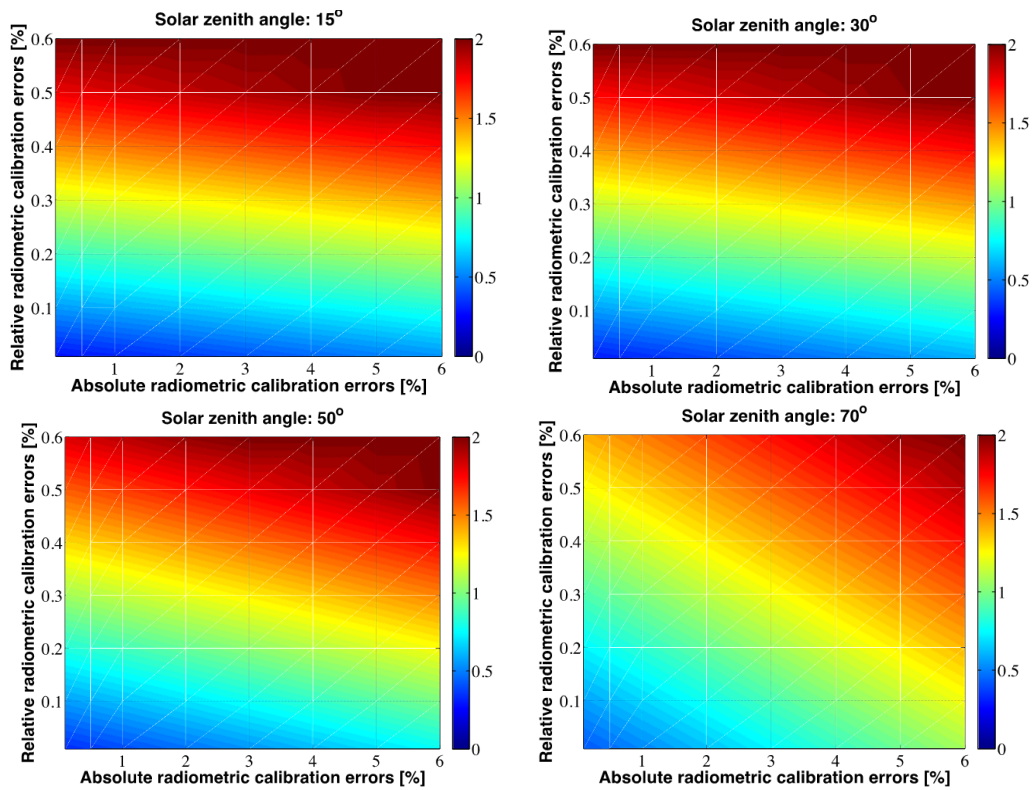 Solar zenith angle: 15o
Relative radiometric calibration errors [%]
0.6
0.5
0.4
0.3
0.2
0.1
1 2 3 4 5 6
Absolute radiometric calibration errors [%]
2
1.5
1
0.5
0
Solar zenith angle: 30o
Relative radiometric calibration errors [%]
0.6
0.5
0.4
0.3
0.2
0.1
1 2 3 4 5 6
Absolute radiometric calibration errors [%]
2
1.5
1
0.5
0
Solar zenith angle: 50o
Relative radiometric calibration errors [%]
0.6
0.5
0.4
0.3
0.2
0.1
1 2 3 4 5 6
Absolute radiometric calibration errors [%]
2
1.5
1
0.5
0
Solar zenith angle: 70o
Relative radiometric calibration errors [%]
0.6
0.5
0.4
0.3
0.2
0.1
1 2 3 4 5 6
Absolute radiometric calibration errors [%]
2
1.5
1
0.5
0